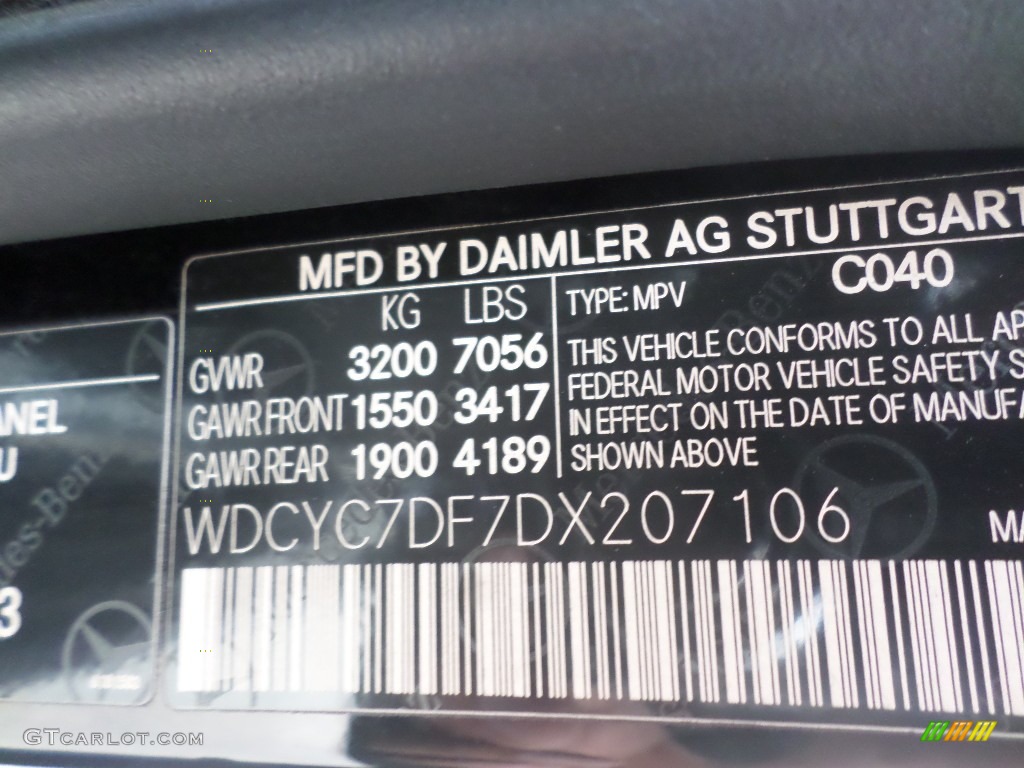 MFD BY DAIMLER AG STUTTGART
C040
KG LBS
TYPE: MPV
GVWR 3200 7056
GAWR FRONT 1550 3417
GAWR REAR 1900 4189
THIS VEHICLE CONFORMS TO ALL AP
FEDERAL MOTOR VEHICLE SAFETY S
IN EFFECT ON THE DATE OF MANUFA
SHOWN ABOVE
WDCYC7DF7DX207106
MA
ANEL
U
3
GTCARLOT.COM